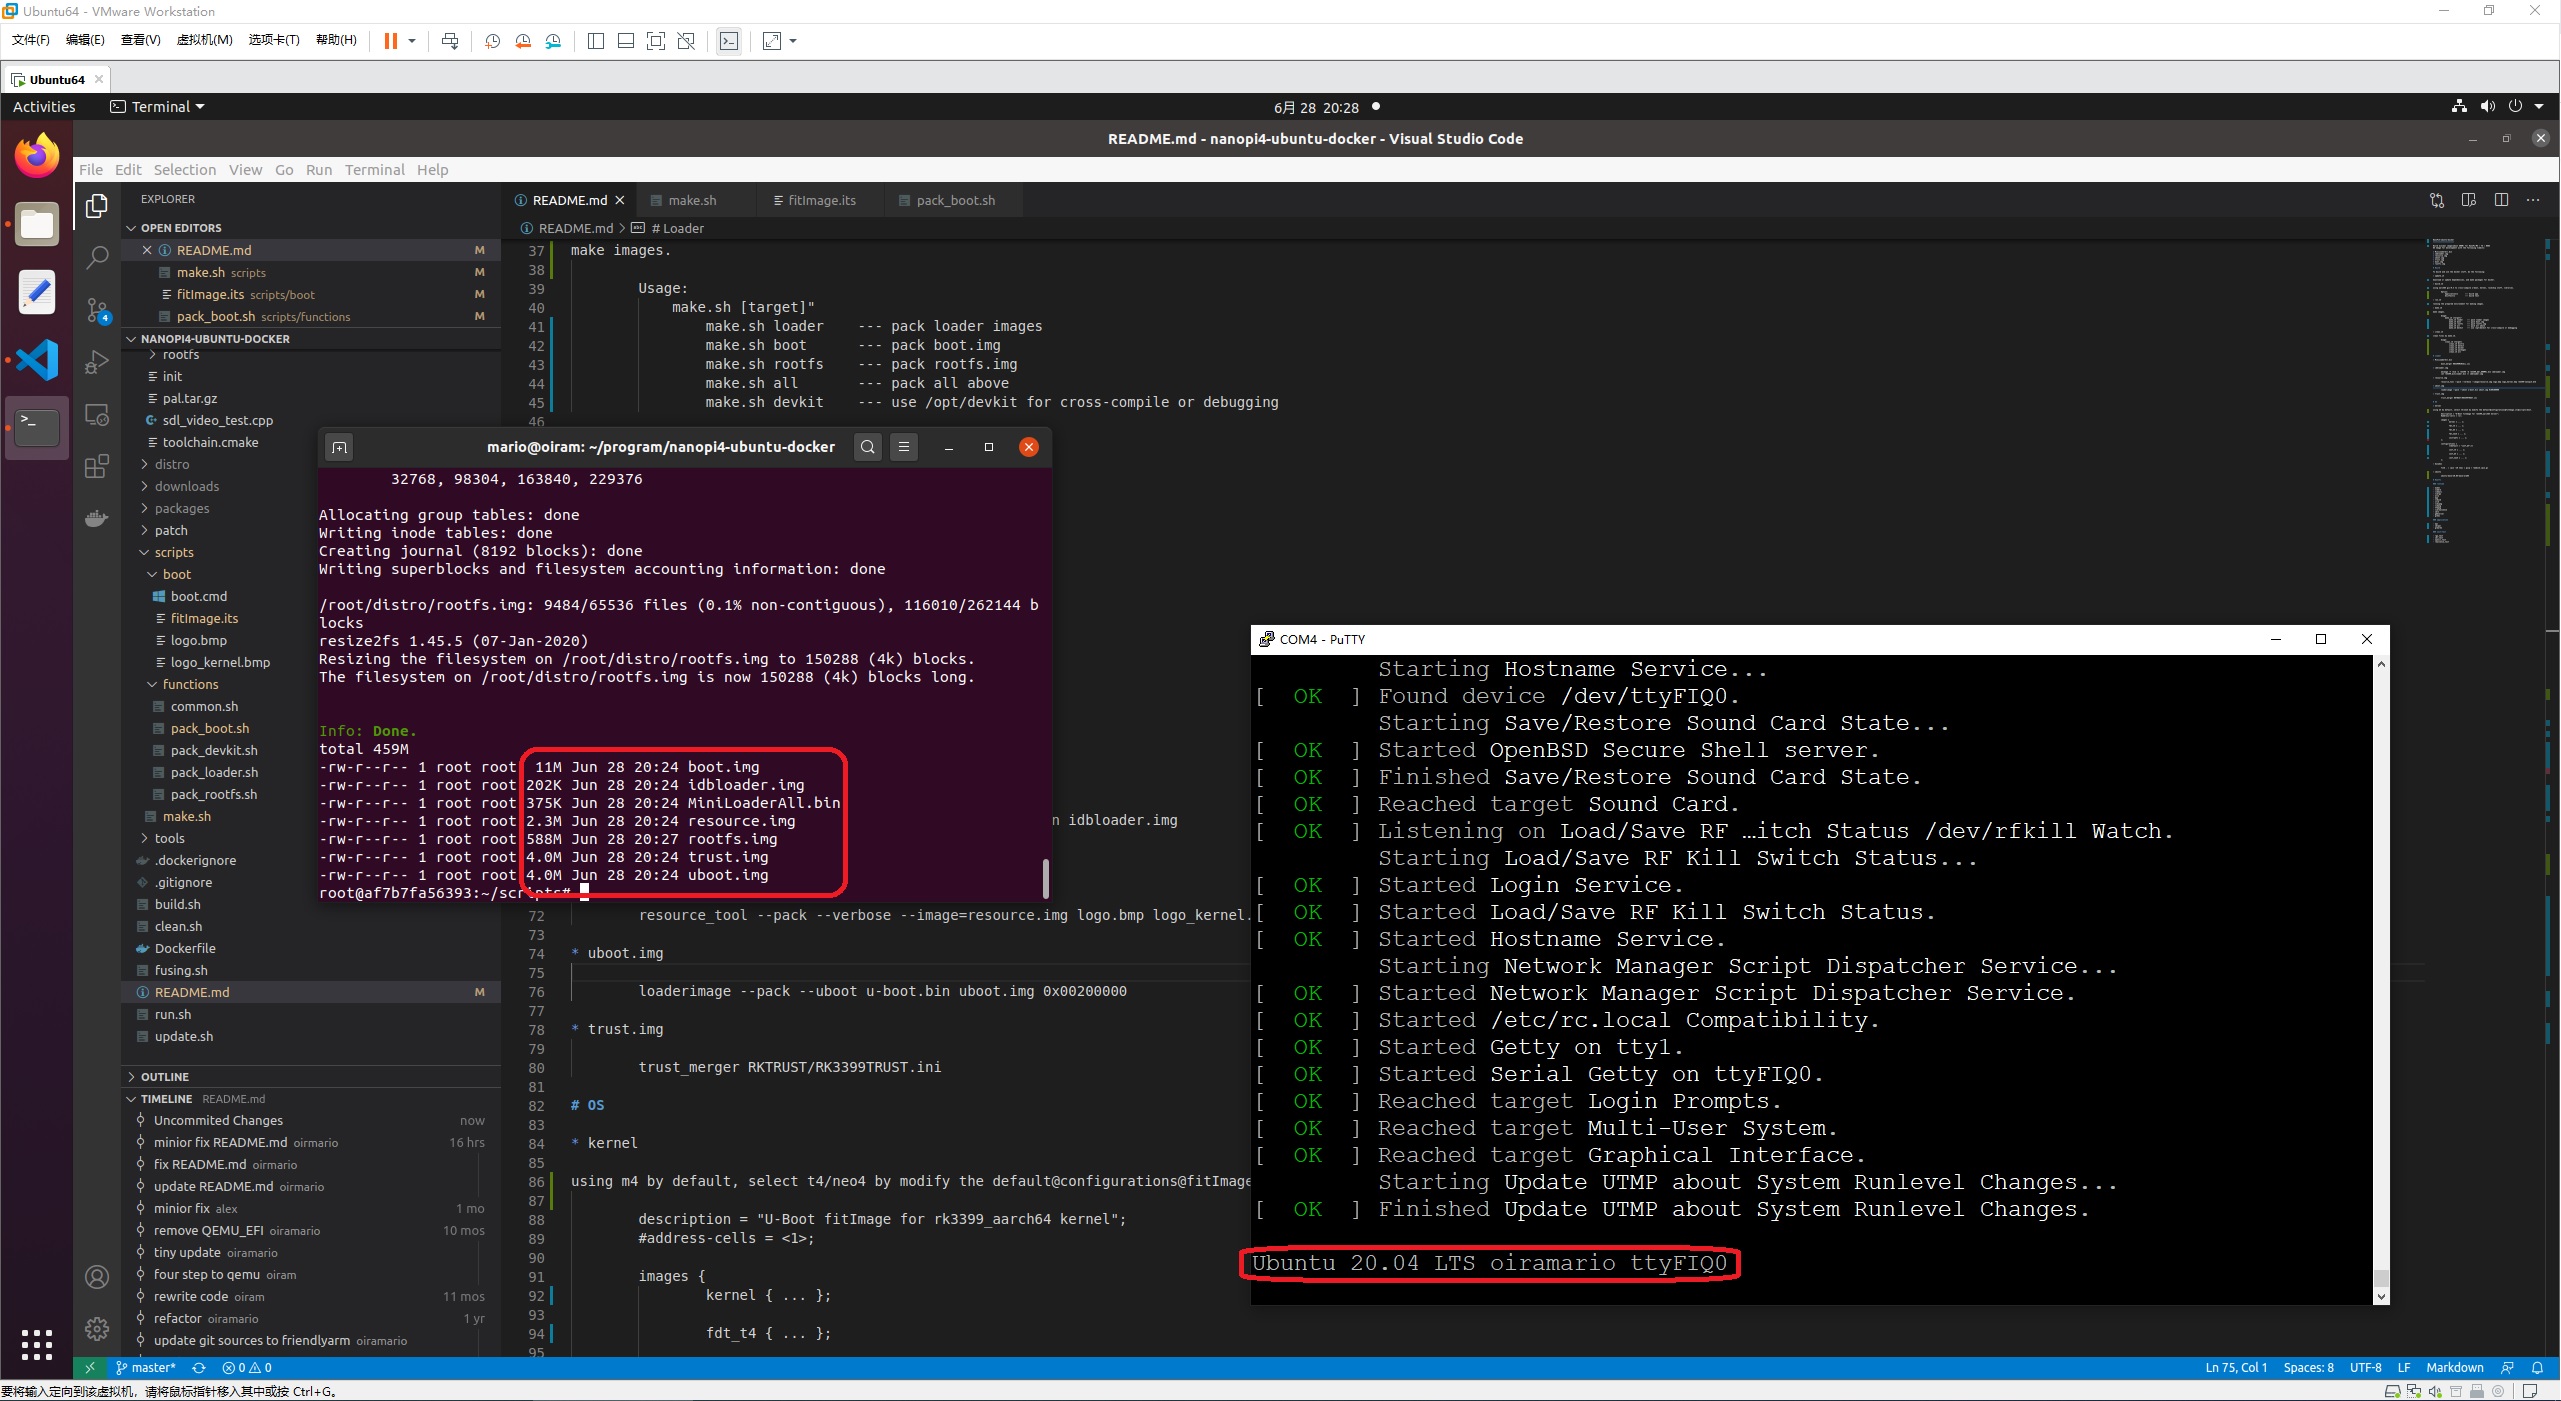 Ubuntu64 - VMware Workstation
文件(F) 编辑(E) 查看(V) 虚拟机(M) 选项卡(T) 帮助(H)
Ubuntu64
Activities Terminal 6月 28 20:28
README.md - nanopi4-ubuntu-docker - Visual Studio Code
File Edit Selection View Go Run Terminal Help
EXPLORER
OPEN EDITORS
README.md M
make.sh scripts M
fitImage.its scripts/boot M
pack_boot.sh scripts/functions M
NANOPI4-UBUNTU-DOCKER
rootfs
init
pal.tar.gz
sdl_video_test.cpp
toolchain.cmake
distro
downloads
packages
patch
scripts
boot
boot.cmd
fitImage.its
logo.bmp
logo_kernel.bmp
functions
common.sh
pack_boot.sh
pack_devkit.sh
pack_loader.sh
pack_rootfs.sh
make.sh
tools
.dockerignore
.gitignore
build.sh
clean.sh
Dockerfile
fusing.sh
README.md M
run.sh
update.sh
OUTLINE
TIMELINE README.md
Uncommited Changes now
minior fix README.md oirmario 16 hrs
fix README.md oirmario
update README.md oirmario
minior fix alex 1 mo
remove QEMU_EFI oiramario 10 mos
tiny update oiramario
four step to qemu oiram
rewrite code oiram 11 mos
refactor oiramario 1 yr
update git sources to friendlyarm oiramario
4
README.md make.sh fitImage.its pack_boot.sh
README.md # Loader
37 make images.
38
39 Usage:
40 make.sh [target]"
41 make.sh loader --- pack loader images
42 make.sh boot --- pack boot.img
43 make.sh rootfs --- pack rootfs.img
44 make.sh all --- pack all above
45 make.sh devkit --- use /opt/devkit for cross-compile or debugging
46
n idbloader.img
72 resource_tool --pack --verbose --image=resource.img logo.bmp logo_kernel.
73
74 * uboot.img
75
76 loaderimage --pack --uboot u-boot.bin uboot.img 0x00200000
77
78 * trust.img
79
80 trust_merger RKTRUST/RK3399TRUST.ini
81
82 # OS
83
84 * kernel
85
86 using m4 by default, select t4/neo4 by modify the default@configurations@fitImage
87
88 description = "U-Boot fitImage for rk3399_aarch64 kernel";
89 #address-cells = <1>;
90
91 images {
92 kernel { ... };
93
94 fdt_t4 { ... };
95
mario@oiram: ~/program/nanopi4-ubuntu-docker
32768, 98304, 163840, 229376
Allocating group tables: done
Writing inode tables: done
Creating journal (8192 blocks): done
Writing superblocks and filesystem accounting information: done
/root/distro/rootfs.img: 9484/65536 files (0.1% non-contiguous), 116010/262144 b
locks
resize2fs 1.45.5 (07-Jan-2020)
Resizing the filesystem on /root/distro/rootfs.img to 150288 (4k) blocks.
The filesystem on /root/distro/rootfs.img is now 150288 (4k) blocks long.
Info: Done.
total 459M
-rw-r--r-- 1 root root 11M Jun 28 20:24 boot.img
-rw-r--r-- 1 root root 202K Jun 28 20:24 idbloader.img
-rw-r--r-- 1 root root 375K Jun 28 20:24 MiniLoaderAll.bin
-rw-r--r-- 1 root root 2.3M Jun 28 20:24 resource.img
-rw-r--r-- 1 root root 588M Jun 28 20:27 rootfs.img
-rw-r--r-- 1 root root 4.0M Jun 28 20:24 trust.img
-rw-r--r-- 1 root root 4.0M Jun 28 20:24 uboot.img
root@af7b7fa56393:~/scripts#
COM4 - PuTTY
Starting Hostname Service...
[ OK ] Found device /dev/ttyFIQ0.
Starting Save/Restore Sound Card State...
[ OK ] Started OpenBSD Secure Shell server.
[ OK ] Finished Save/Restore Sound Card State.
[ OK ] Reached target Sound Card.
[ OK ] Listening on Load/Save RF …itch Status /dev/rfkill Watch.
Starting Load/Save RF Kill Switch Status...
[ OK ] Started Login Service.
[ OK ] Started Load/Save RF Kill Switch Status.
[ OK ] Started Hostname Service.
Starting Network Manager Script Dispatcher Service...
[ OK ] Started Network Manager Script Dispatcher Service.
[ OK ] Started /etc/rc.local Compatibility.
[ OK ] Started Getty on tty1.
[ OK ] Started Serial Getty on ttyFIQ0.
[ OK ] Reached target Login Prompts.
[ OK ] Reached target Multi-User System.
[ OK ] Reached target Graphical Interface.
Starting Update UTMP about System Runlevel Changes...
[ OK ] Finished Update UTMP about System Runlevel Changes.
Ubuntu 20.04 LTS oiramario ttyFIQ0
master* 0 0 Ln 75, Col 1 Spaces: 8 UTF-8 LF Markdown
要将输入定向到该虚拟机，请将鼠标指针移入其中或按 Ctrl+G。